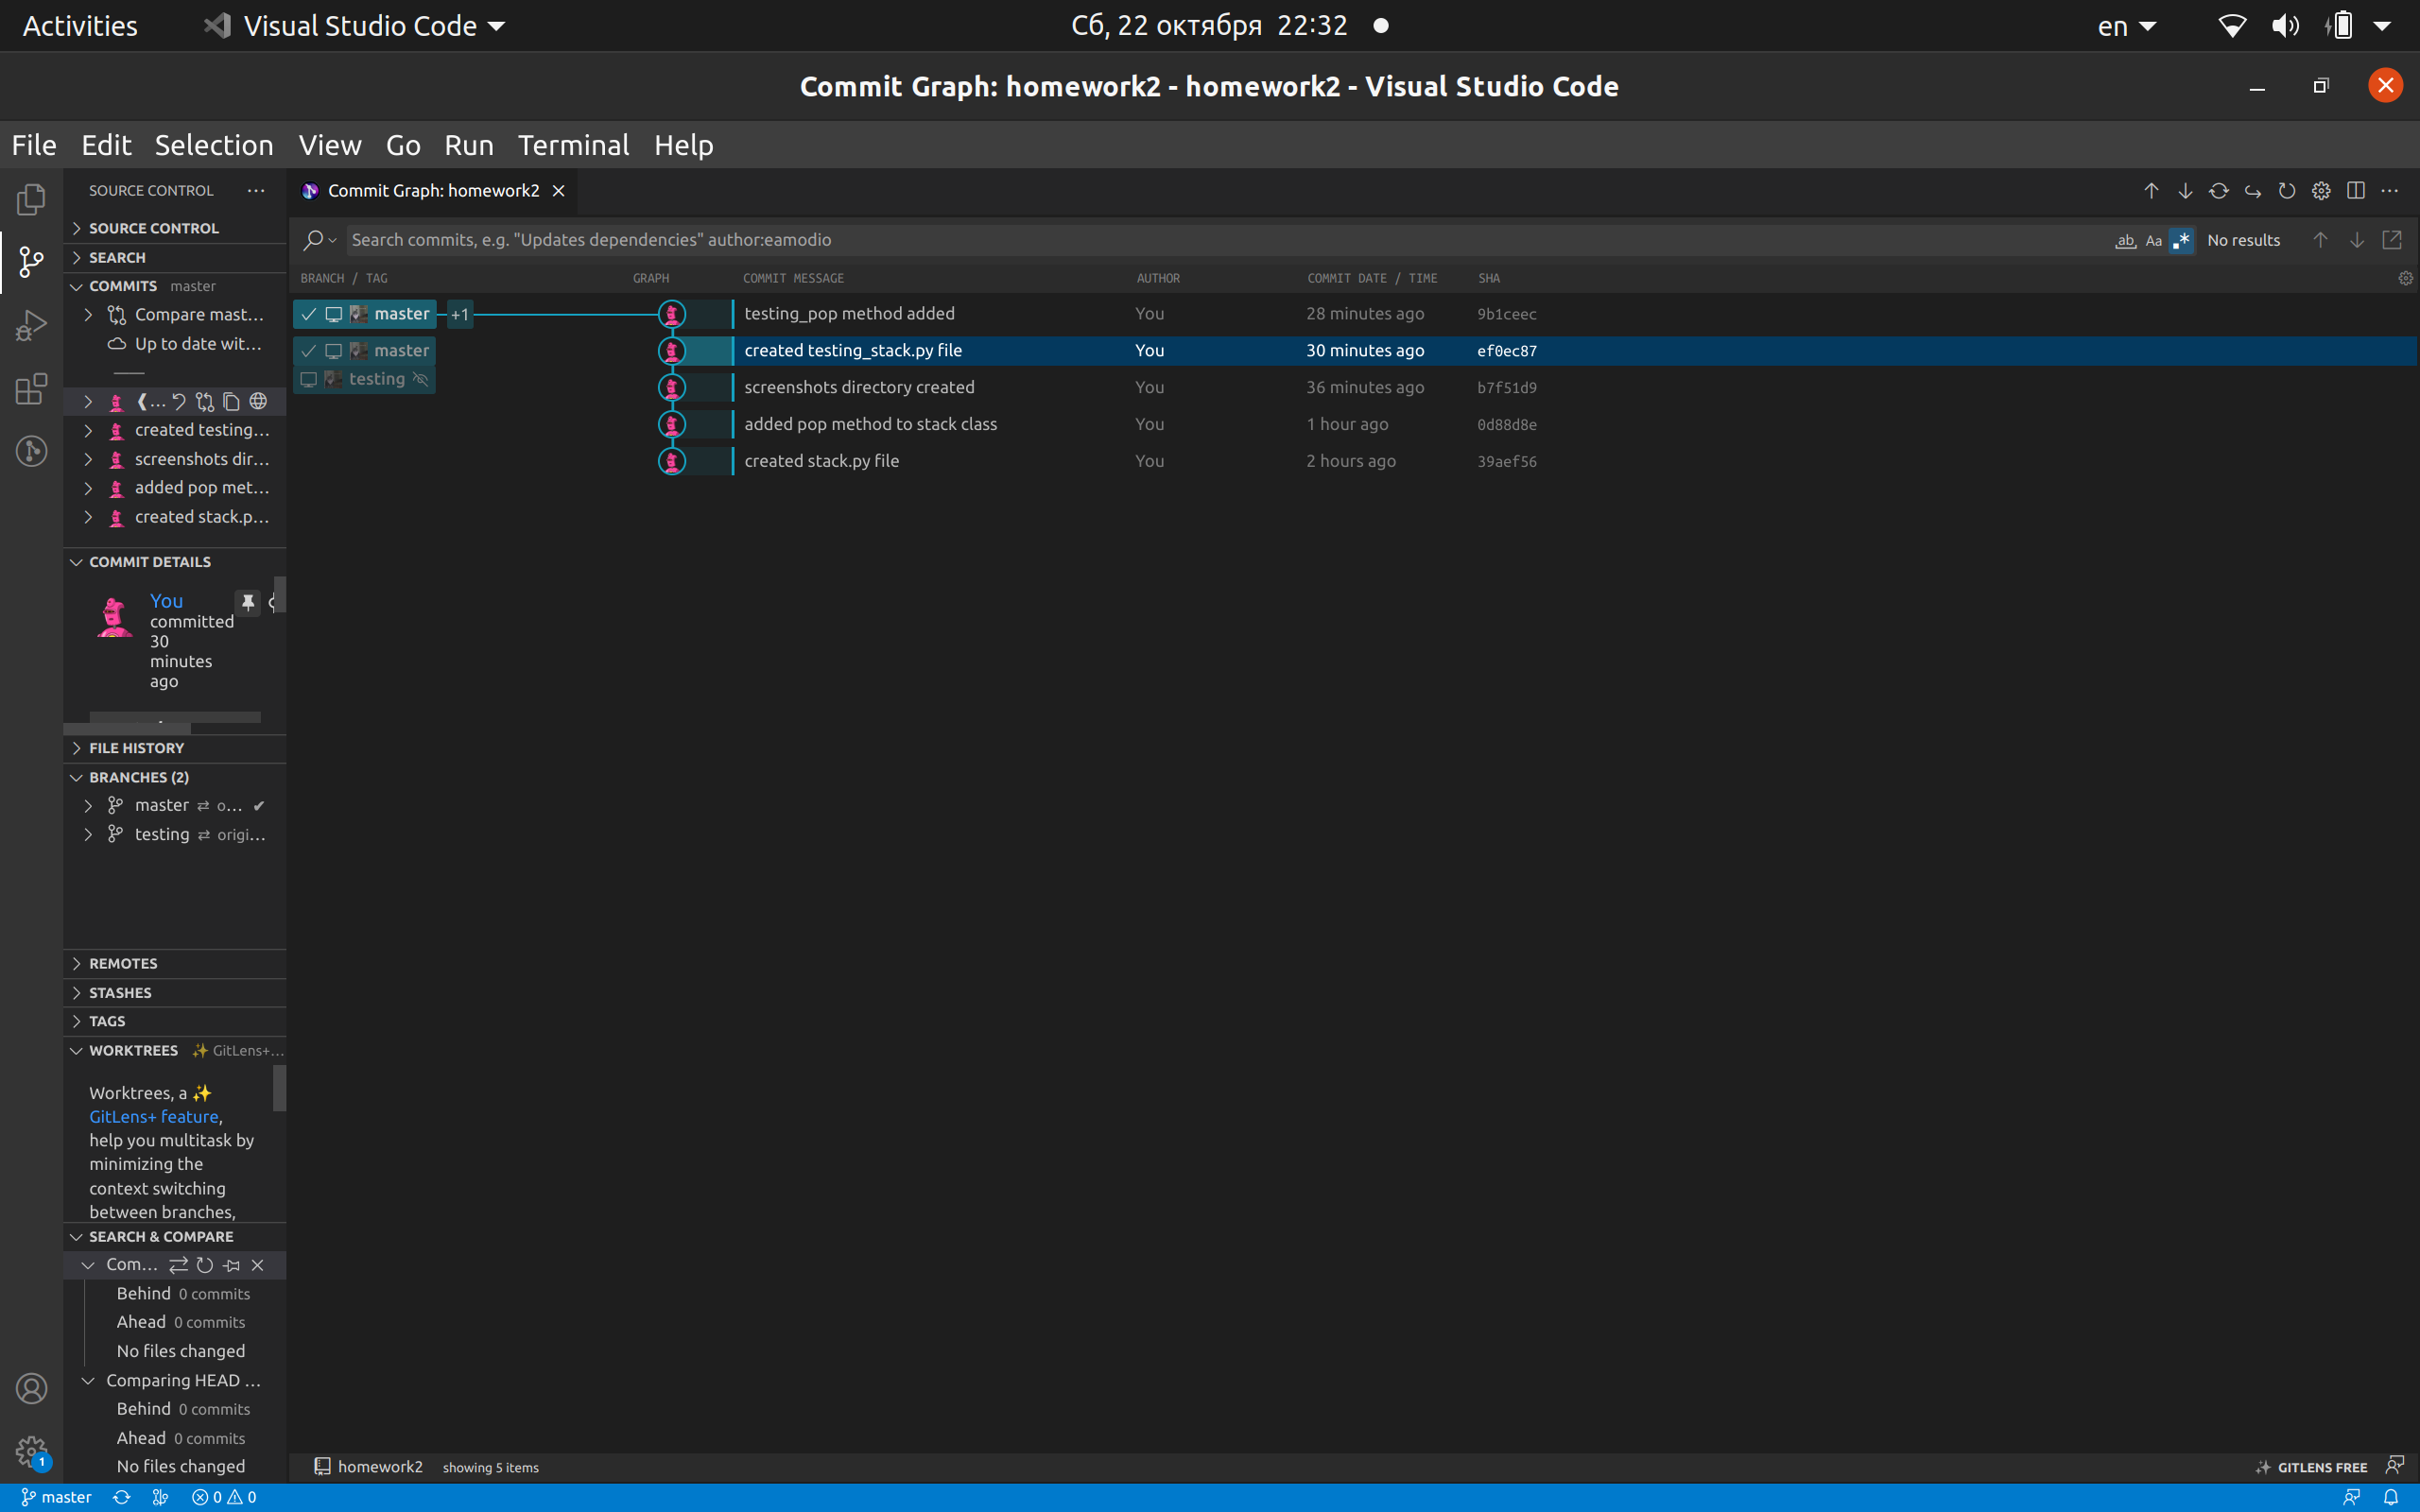 Activities Visual Studio Code Сб, 22 октября 22:32 en
Commit Graph: homework2 - homework2 - Visual Studio Code
File Edit Selection View Go Run Terminal Help
SOURCE CONTROL
Commit Graph: homework2
SOURCE CONTROL
SEARCH
COMMITS master
Compare mast...
Up to date wit...
...
created testing...
screenshots dir...
added pop met...
created stack.p...
COMMIT DETAILS
You
committed
30
minutes
ago
FILE HISTORY
BRANCHES (2)
master ⇄ o... ✔
testing ⇄ origi...
REMOTES
STASHES
TAGS
WORKTREES ✨ GitLens+...
Worktrees, a ✨
GitLens+ feature,
help you multitask by
minimizing the
context switching
between branches,
SEARCH & COMPARE
Com...
Behind 0 commits
Ahead 0 commits
No files changed
Comparing HEAD ...
Behind 0 commits
Ahead 0 commits
No files changed
Search commits, e.g. "Updates dependencies" author:eamodio ab Aa .* No results
BRANCH / TAG GRAPH COMMIT MESSAGE AUTHOR COMMIT DATE / TIME SHA
master +1 testing_pop method added You 28 minutes ago 9b1ceec
master created testing_stack.py file You 30 minutes ago ef0ec87
testing
screenshots directory created You 36 minutes ago b7f51d9
added pop method to stack class You 1 hour ago 0d88d8e
created stack.py file You 2 hours ago 39aef56
homework2 showing 5 items GITLENS FREE
1
master 0 0